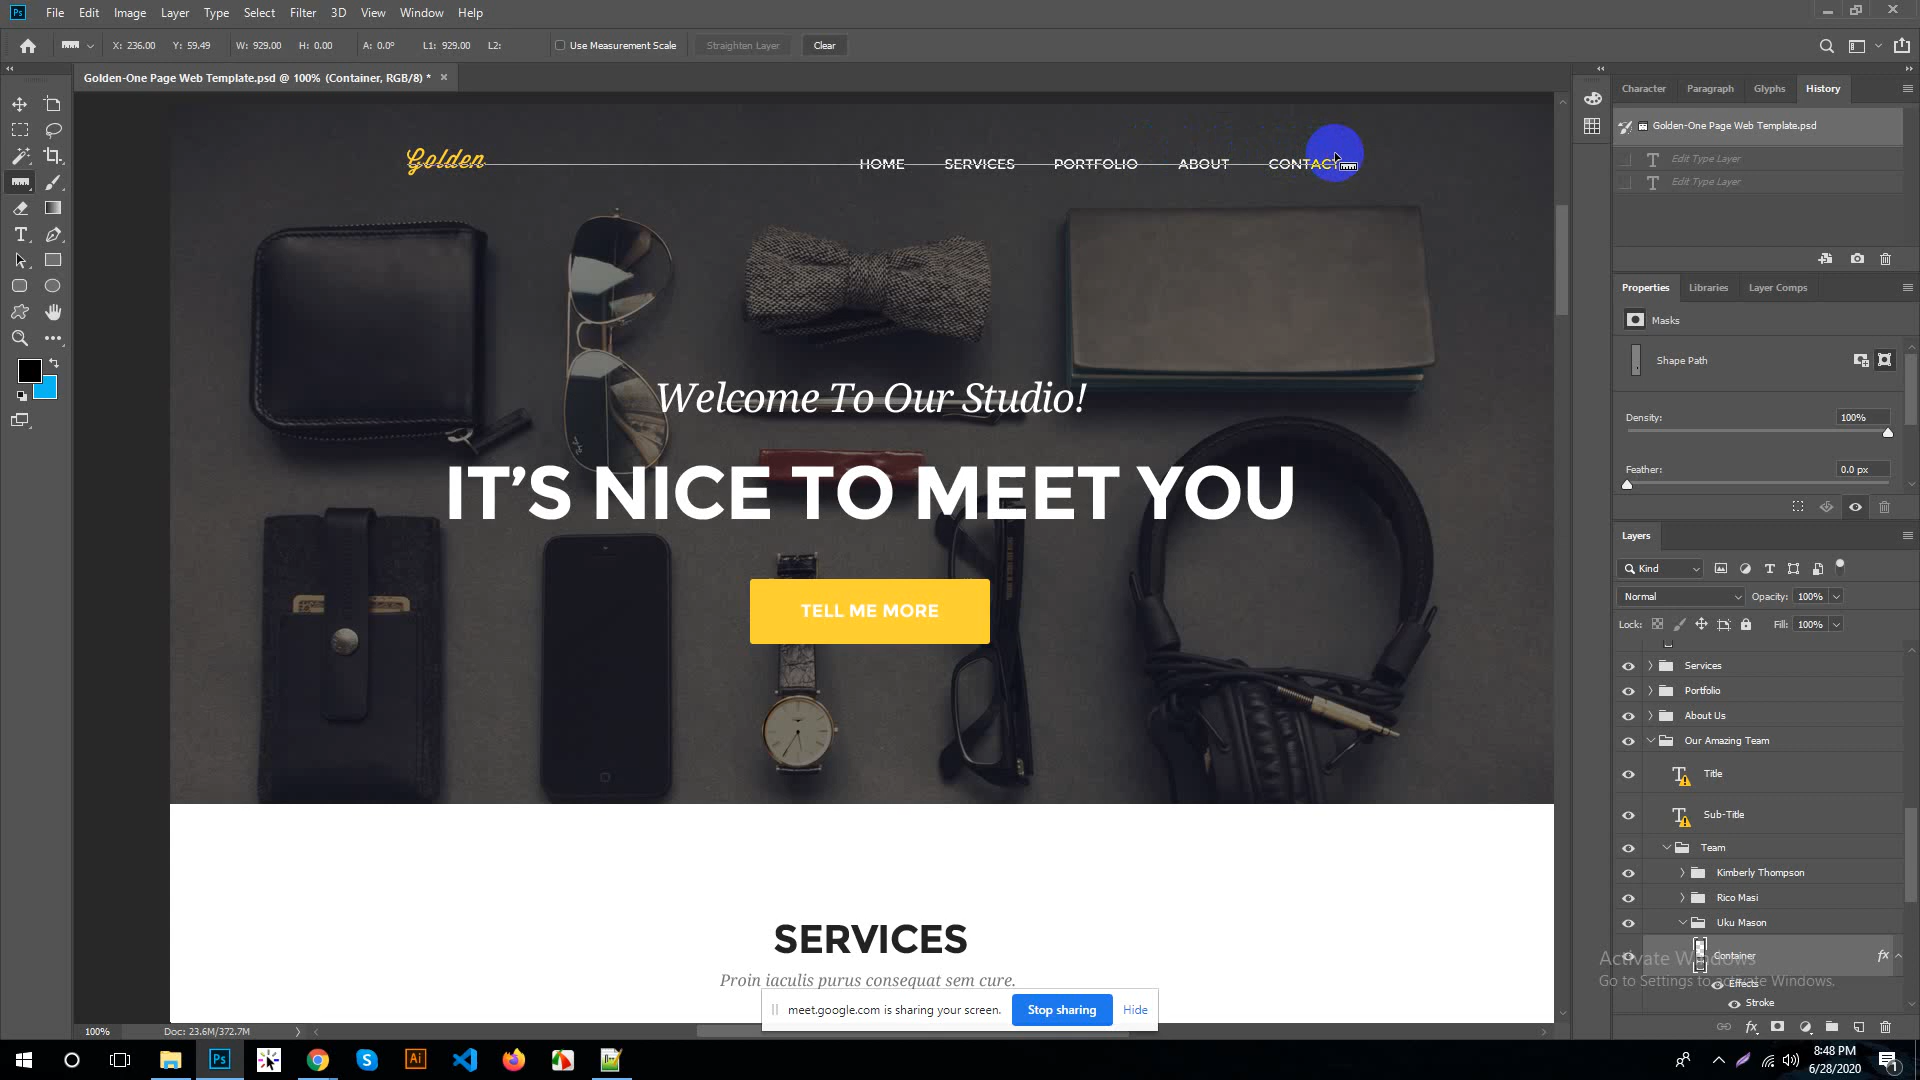 Ps File Edit Image Layer Type Select Filter 3D View Window Help
X: 236.00 Y: 59.49 W: 929.00 H: 0.00 A: 0.0° L1: 929.00 L2: Use Measurement Scale Straighten Layer Clear
Golden-One Page Web Template.psd @ 100% (Container, RGB/8) *
Golden HOME SERVICES PORTFOLIO ABOUT CONTACT
Welcome To Our Studio!
IT'S NICE TO MEET YOU
TELL ME MORE
SERVICES
Proin iaculis purus consequat sem cure.
meet.google.com is sharing your screen. Stop sharing Hide
100% Doc: 23.6M/372.7M
Character Paragraph Glyphs History
Golden-One Page Web Template.psd
Edit Type Layer
Edit Type Layer
Properties Libraries Layer Comps
Masks
Shape Path
Density: 100%
Feather: 0.0 px
Layers
Kind
Normal Opacity: 100%
Lock: Fill: 100%
Services
Portfolio
About Us
Our Amazing Team
Title
Sub-Title
Team
Kimberly Thompson
Rico Masi
Uku Mason
Container fx
Effects
Stroke
Activate Windows
Go to Settings to activate Windows.
Ps Ai
8:48 PM
6/28/2020
1